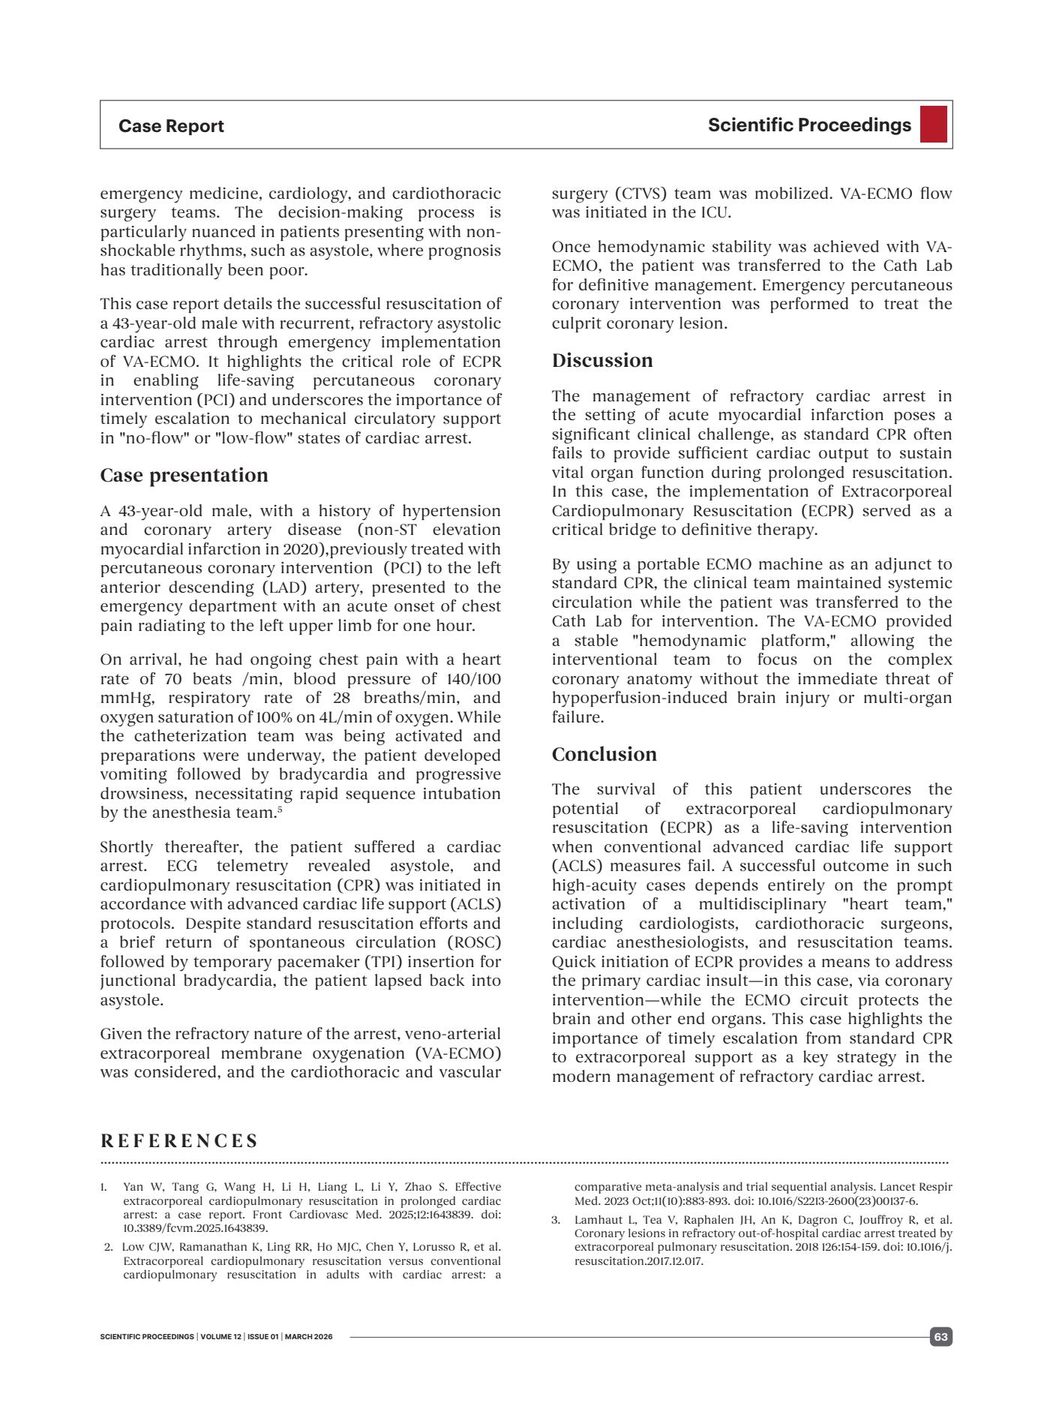 Case Report
Scientific Proceedings
emergency medicine, cardiology, and cardiothoracic
surgery teams. The decision-making process is
particularly nuanced in patients presenting with non-
shockable rhythms, such as asystole, where prognosis
has traditionally been poor.
This case report details the successful resuscitation of
a 43-year-old male with recurrent, refractory asystolic
cardiac arrest through emergency implementation
of VA-ECMO. It highlights the critical role of ECPR
in enabling life-saving percutaneous coronary
intervention (PCI) and underscores the importance of
timely escalation to mechanical circulatory support
in "no-flow" or "low-flow" states of cardiac arrest.
Case presentation
A 43-year-old male, with a history of hypertension
and coronary artery disease (non-ST elevation
myocardial infarction in 2020),previously treated with
percutaneous coronary intervention (PCI) to the left
anterior descending (LAD) artery, presented to the
emergency department with an acute onset of chest
pain radiating to the left upper limb for one hour.
On arrival, he had ongoing chest pain with a heart
rate of 70 beats /min, blood pressure of 140/100
mmHg, respiratory rate of 28 breaths/min, and
oxygen saturation of 100% on 4L/min of oxygen. While
the catheterization team was being activated and
preparations were underway, the patient developed
vomiting followed by bradycardia and progressive
drowsiness, necessitating rapid sequence intubation
by the anesthesia team.⁵
Shortly thereafter, the patient suffered a cardiac
arrest. ECG telemetry revealed asystole, and
cardiopulmonary resuscitation (CPR) was initiated in
accordance with advanced cardiac life support (ACLS)
protocols. Despite standard resuscitation efforts and
a brief return of spontaneous circulation (ROSC)
followed by temporary pacemaker (TPI) insertion for
junctional bradycardia, the patient lapsed back into
asystole.
Given the refractory nature of the arrest, veno-arterial
extracorporeal membrane oxygenation (VA-ECMO)
was considered, and the cardiothoracic and vascular
surgery (CTVS) team was mobilized. VA-ECMO flow
was initiated in the ICU.
Once hemodynamic stability was achieved with VA-
ECMO, the patient was transferred to the Cath Lab
for definitive management. Emergency percutaneous
coronary intervention was performed to treat the
culprit coronary lesion.
Discussion
The management of refractory cardiac arrest in
the setting of acute myocardial infarction poses a
significant clinical challenge, as standard CPR often
fails to provide sufficient cardiac output to sustain
vital organ function during prolonged resuscitation.
In this case, the implementation of Extracorporeal
Cardiopulmonary Resuscitation (ECPR) served as a
critical bridge to definitive therapy.
By using a portable ECMO machine as an adjunct to
standard CPR, the clinical team maintained systemic
circulation while the patient was transferred to the
Cath Lab for intervention. The VA-ECMO provided
a stable "hemodynamic platform," allowing the
interventional team to focus on the complex
coronary anatomy without the immediate threat of
hypoperfusion-induced brain injury or multi-organ
failure.
Conclusion
The survival of this patient underscores the
potential of extracorporeal cardiopulmonary
resuscitation (ECPR) as a life-saving intervention
when conventional advanced cardiac life support
(ACLS) measures fail. A successful outcome in such
high-acuity cases depends entirely on the prompt
activation of a multidisciplinary "heart team,"
including cardiologists, cardiothoracic surgeons,
cardiac anesthesiologists, and resuscitation teams.
Quick initiation of ECPR provides a means to address
the primary cardiac insult—in this case, via coronary
intervention—while the ECMO circuit protects the
brain and other end organs. This case highlights the
importance of timely escalation from standard CPR
to extracorporeal support as a key strategy in the
modern management of refractory cardiac arrest.
REFERENCES
1. Yan W, Tang G, Wang H, Li H, Liang L, Li Y, Zhao S. Effective
extracorporeal cardiopulmonary resuscitation in prolonged cardiac
arrest: a case report. Front Cardiovasc Med. 2025;12:1643839. doi:
10.3389/fcvm.2025.1643839.
2. Low CJW, Ramanathan K, Ling RR, Ho MJC, Chen Y, Lorusso R, et al.
Extracorporeal cardiopulmonary resuscitation versus conventional
cardiopulmonary resuscitation in adults with cardiac arrest: a
comparative meta-analysis and trial sequential analysis. Lancet Respir
Med. 2023 Oct;11(10):883-893. doi: 10.1016/S2213-2600(23)00137-6.
3. Lamhaut L, Tea V, Raphalen JH, An K, Dagron C, Jouffroy R, et al.
Coronary lesions in refractory out-of-hospital cardiac arrest treated by
extracorporeal pulmonary resuscitation. 2018 126:154-159. doi: 10.1016/j.
resuscitation.2017.12.017.
SCIENTIFIC PROCEEDINGS | VOLUME 12 | ISSUE 01 | MARCH 2026
63